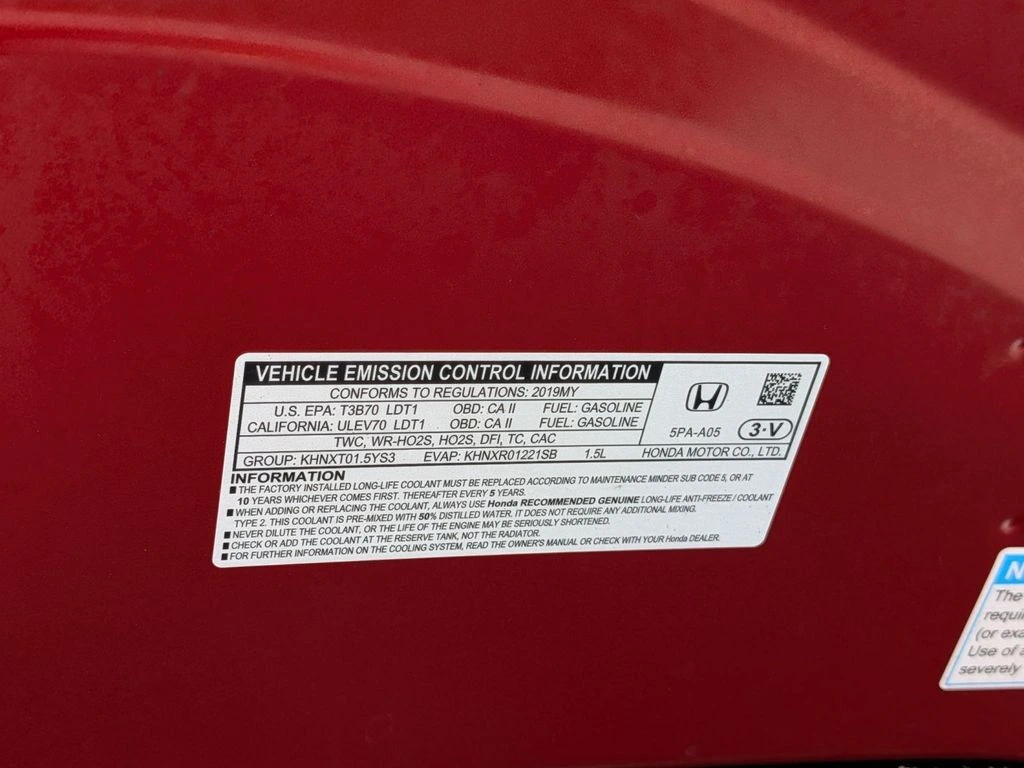 VEHICLE EMISSION CONTROL INFORMATION
CONFORMS TO REGULATIONS: 2019MY
U.S. EPA: T3B70 LDT1 OBD: CA II FUEL: GASOLINE
CALIFORNIA: ULEV70 LDT1 OBD: CA II FUEL: GASOLINE
TWC, WR-HO2S, HO2S, DFI, TC, CAC
GROUP: KHNXT01.5YS3 EVAP: KHNXR01221SB 1.5L
5PA-A05 3·V
HONDA MOTOR CO., LTD.
INFORMATION
■ THE FACTORY INSTALLED LONG-LIFE COOLANT MUST BE REPLACED ACCORDING TO MAINTENANCE MINDER SUB CODE 5, OR AT
10 YEARS WHICHEVER COMES FIRST. THEREAFTER EVERY 5 YEARS.
■ WHEN ADDING OR REPLACING THE COOLANT, ALWAYS USE Honda RECOMMENDED GENUINE LONG-LIFE ANTI-FREEZE / COOLANT
TYPE 2. THIS COOLANT IS PRE-MIXED WITH 50% DISTILLED WATER. IT DOES NOT REQUIRE ANY ADDITIONAL MIXING.
■ NEVER DILUTE THE COOLANT, OR THE LIFE OF THE ENGINE MAY BE SERIOUSLY SHORTENED.
■ CHECK OR ADD THE COOLANT AT THE RESERVE TANK, NOT THE RADIATOR.
■ FOR FURTHER INFORMATION ON THE COOLING SYSTEM, READ THE OWNER'S MANUAL OR CHECK WITH YOUR Honda DEALER.
N
The
requi
(or exa
Use of a
severely